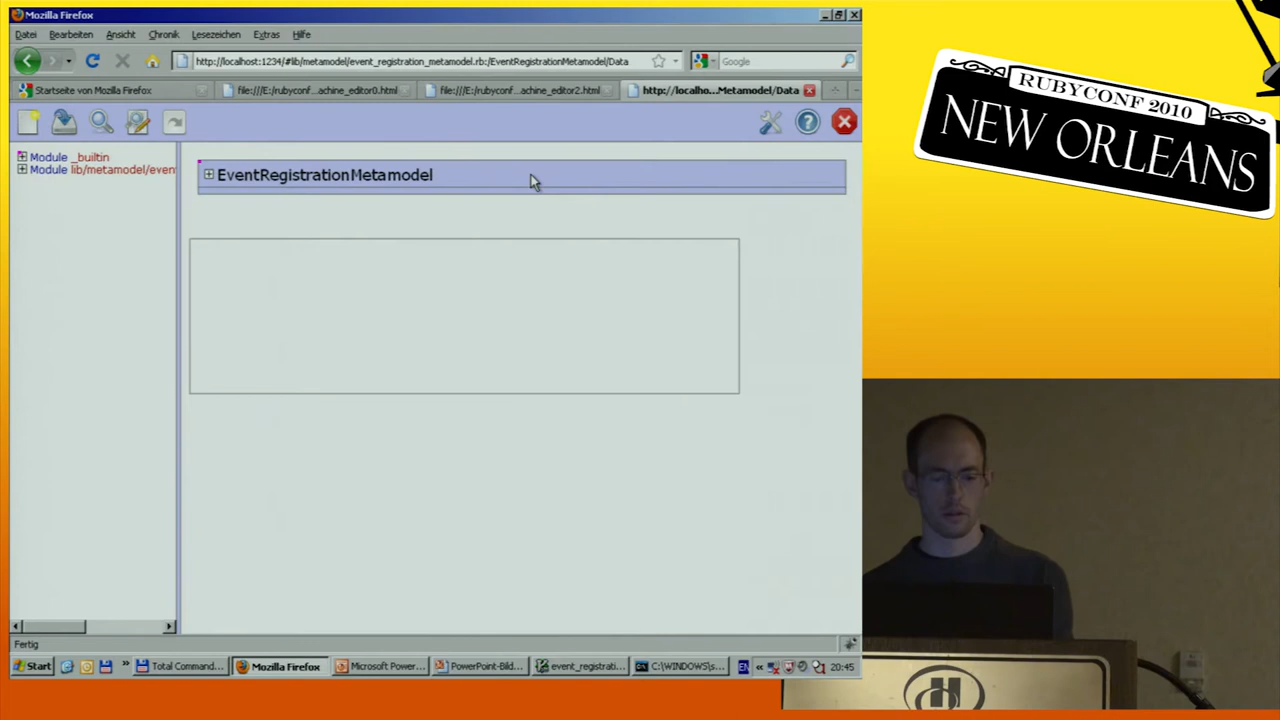 Mozilla Firefox
Datei Bearbeiten Ansicht Chronik Lesezeichen Extras Hilfe
http://localhost:1234/#lib/metamodel/event_registration_metamodel.rb:/EventRegistrationMetamodel/Data
Google
Startseite von Mozilla Firefox
file:///E:/rubyconf...achine_editor0.html
file:///E:/rubyconf...achine_editor2.html
http://localho...Metamodel/Data
Module _builtin
Module lib/metamodel/even
EventRegistrationMetamodel
Fertig
Start
Total Comman...
Mozilla Firefox
Microsoft Power...
PowerPoint-Bild...
event_registrati...
C:\WINDOWS\s...
EN
20:45
RUBYCONF 2010
NEW ORLEANS
H